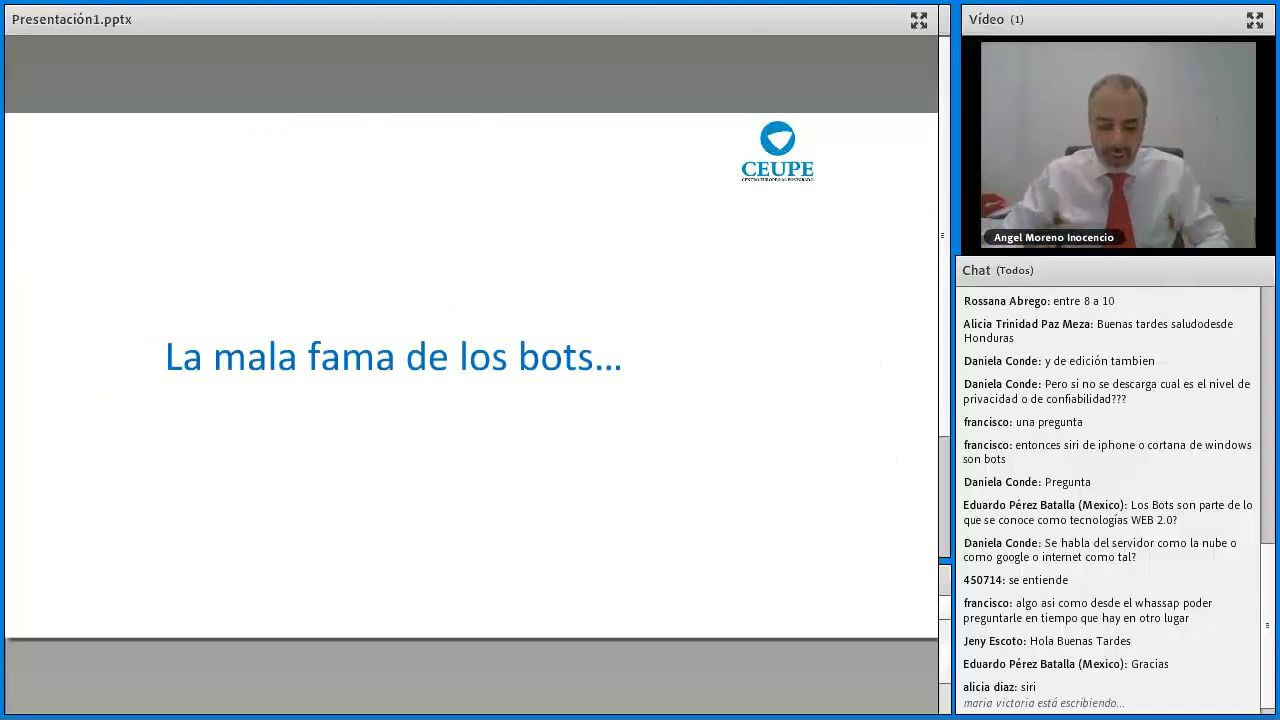 Presentación1.pptx
CEUPE
CENTRO EUROPEO DE POSTGRADO
La mala fama de los bots...
Vídeo (1)
Angel Moreno Inocencio
Chat (Todos)
Rossana Abrego: entre 8 a 10
Alicia Trinidad Paz Meza: Buenas tardes saludodesde
Honduras
Daniela Conde: y de edición tambien
Daniela Conde: Pero si no se descarga cual es el nivel de
privacidad o de confiabilidad???
francisco: una pregunta
francisco: entonces siri de iphone o cortana de windows
son bots
Daniela Conde: Pregunta
Eduardo Pérez Batalla (Mexico): Los Bots son parte de lo
que se conoce como tecnologías WEB 2.0?
Daniela Conde: Se habla del servidor como la nube o
como google o internet como tal?
450714: se entiende
francisco: algo asi como desde el whassap poder
preguntarle en tiempo que hay en otro lugar
Jeny Escoto: Hola Buenas Tardes
Eduardo Pérez Batalla (Mexico): Gracias
alicia diaz: siri
maria victoria está escribiendo...